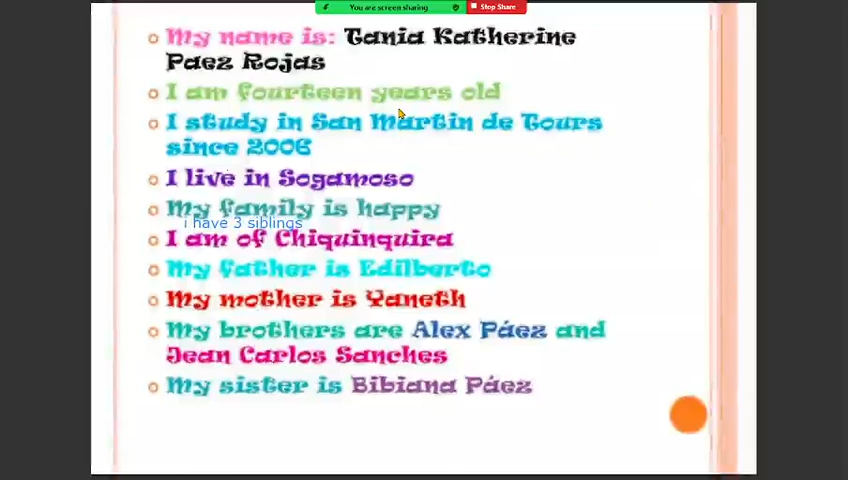 You are screen sharing
Stop Share
My name is: Tania Katherine
Paez Rojas
I am fourteen years old
I study in San Martin de Tours
since 2006
I live in Sogamoso
My family is happy
i have 3 siblings
I am of Chiquinquira
My father is Edilberto
My mother is Yaneth
My brothers are Alex Páez and
Jean Carlos Sanches
My sister is Bibiana Páez